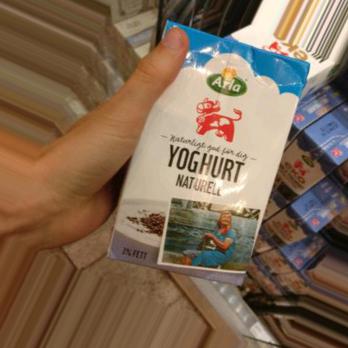 Arla
Naturligt god för dig
YOGHURT
NATURELL
3% FETT